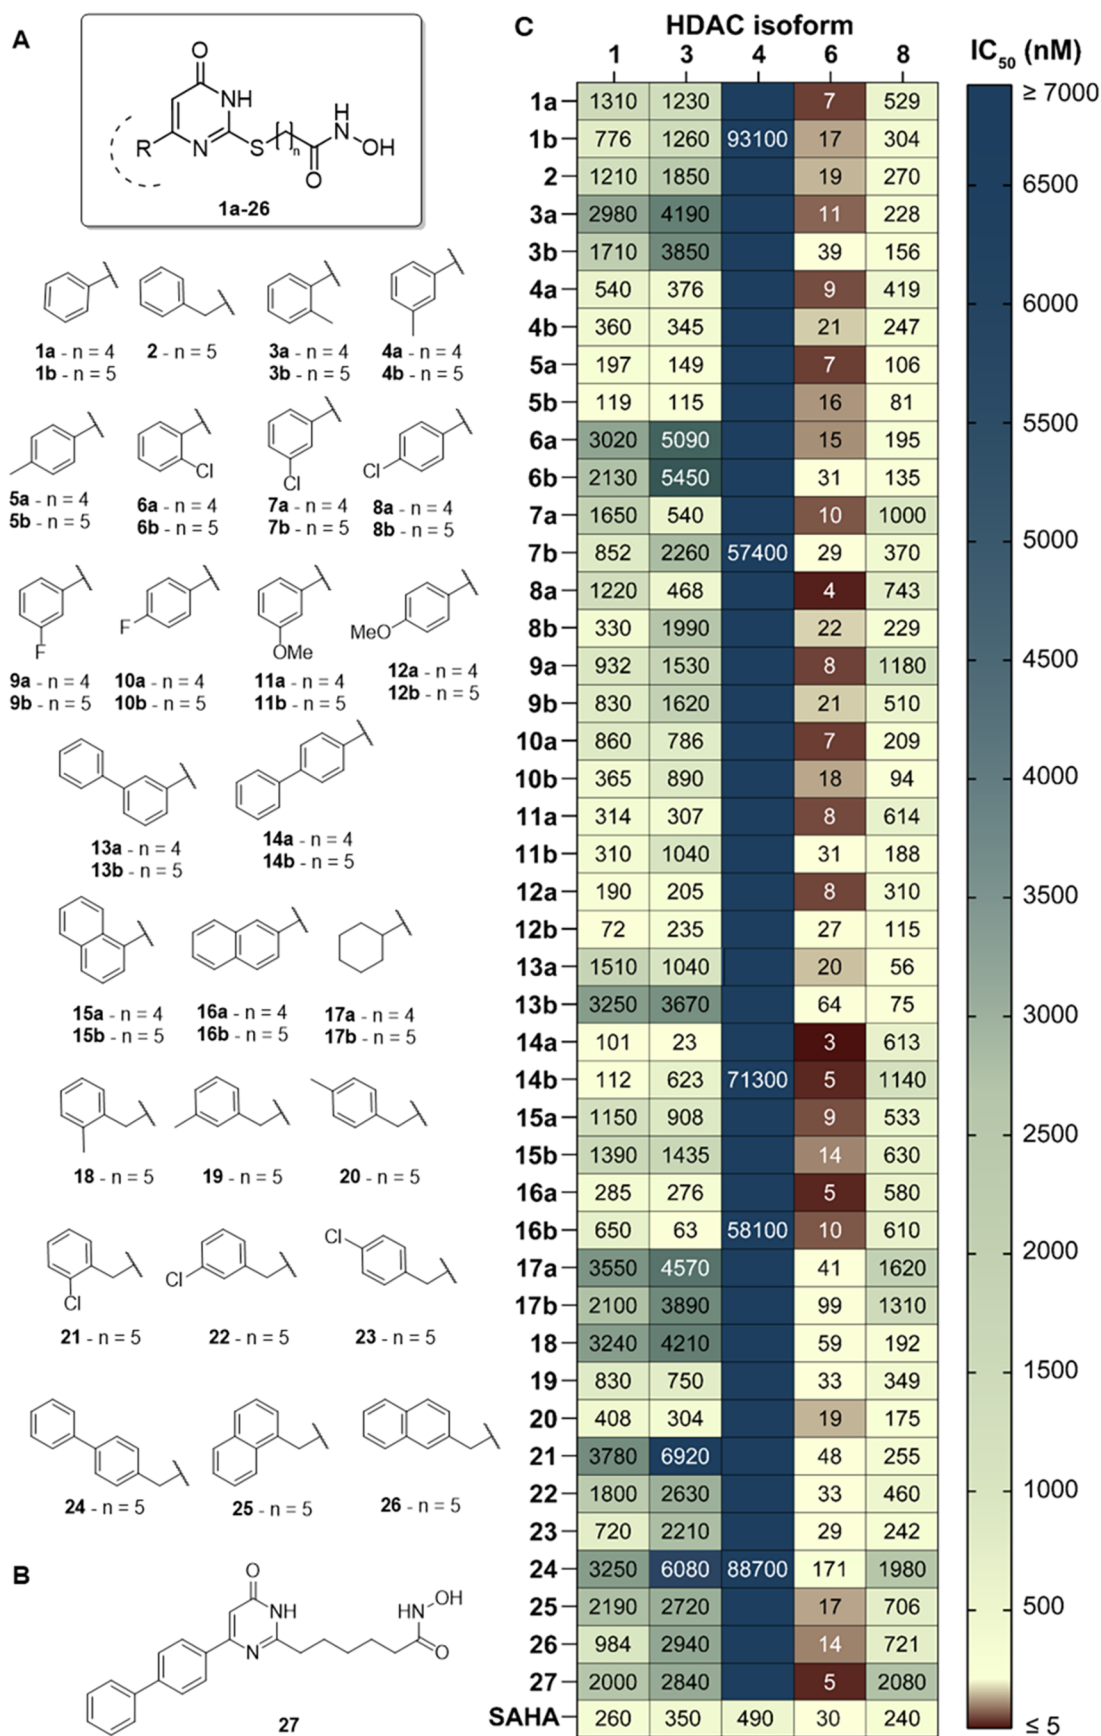 A
O
NH
R
N
S
n
O
H
N
OH
1a-26
1a - n = 4
1b - n = 5
2 - n = 5
3a - n = 4
3b - n = 5
4a - n = 4
4b - n = 5
5a - n = 4
5b - n = 5
Cl
6a - n = 4
6b - n = 5
Cl
7a - n = 4
7b - n = 5
Cl
8a - n = 4
8b - n = 5
F
9a - n = 4
9b - n = 5
F
10a - n = 4
10b - n = 5
OMe
11a - n = 4
11b - n = 5
MeO
12a - n = 4
12b - n = 5
13a - n = 4
13b - n = 5
14a - n = 4
14b - n = 5
15a - n = 4
15b - n = 5
16a - n = 4
16b - n = 5
17a - n = 4
17b - n = 5
18 - n = 5
19 - n = 5
20 - n = 5
Cl
21 - n = 5
Cl
22 - n = 5
Cl
23 - n = 5
24 - n = 5
25 - n = 5
26 - n = 5
B
O
NH
N
HN
OH
O
27
C
HDAC isoform
1 3 4 6 8
1a 1310 1230 7 529
1b 776 1260 93100 17 304
2 1210 1850 19 270
3a 2980 4190 11 228
3b 1710 3850 39 156
4a 540 376 9 419
4b 360 345 21 247
5a 197 149 7 106
5b 119 115 16 81
6a 3020 5090 15 195
6b 2130 5450 31 135
7a 1650 540 10 1000
7b 852 2260 57400 29 370
8a 1220 468 4 743
8b 330 1990 22 229
9a 932 1530 8 1180
9b 830 1620 21 510
10a 860 786 7 209
10b 365 890 18 94
11a 314 307 8 614
11b 310 1040 31 188
12a 190 205 8 310
12b 72 235 27 115
13a 1510 1040 20 56
13b 3250 3670 64 75
14a 101 23 3 613
14b 112 623 71300 5 1140
15a 1150 908 9 533
15b 1390 1435 14 630
16a 285 276 5 580
16b 650 63 58100 10 610
17a 3550 4570 41 1620
17b 2100 3890 99 1310
18 3240 4210 59 192
19 830 750 33 349
20 408 304 19 175
21 3780 6920 48 255
22 1800 2630 33 460
23 720 2210 29 242
24 3250 6080 88700 171 1980
25 2190 2720 17 706
26 984 2940 14 721
27 2000 2840 5 2080
SAHA 260 350 490 30 240
IC50 (nM)
≥ 7000
6500
6000
5500
5000
4500
4000
3500
3000
2500
2000
1500
1000
500
≤ 5